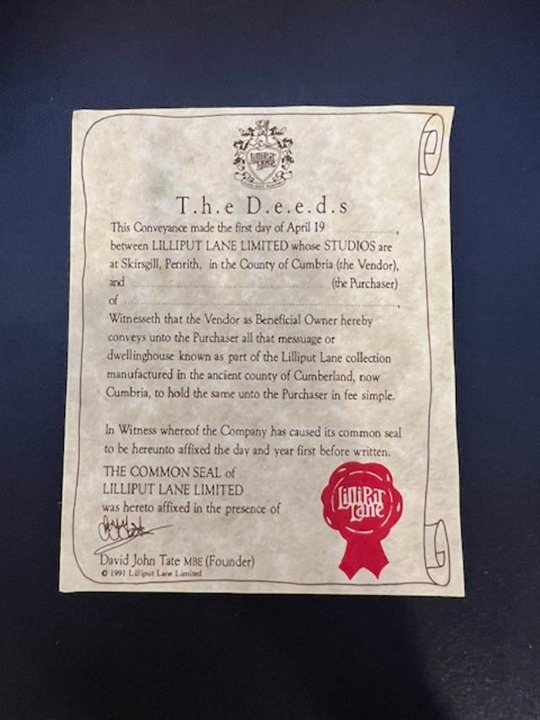 LILLIPUT
LANE
T.h.e D.e.e.d.s
This Conveyance made the first day of April 19 ....................,
between LILLIPUT LANE LIMITED whose STUDIOS are
at Skirsgill, Penrith, in the County of Cumbria (the Vendor),
and .................................................. (the Purchaser)
of ......................................................................,
Witnesseth that the Vendor as Beneficial Owner hereby
conveys unto the Purchaser all that messuage or
dwellinghouse known as part of the Lilliput Lane collection
manufactured in the ancient county of Cumberland, now
Cumbria, to hold the same unto the Purchaser in fee simple.
In Witness whereof the Company has caused its common seal
to be hereunto affixed the day and year first before written.
THE COMMON SEAL of
LILLIPUT LANE LIMITED
was hereto affixed in the presence of
LILLIPUT
LANE
David John Tate MBE (Founder)
© 1991 Lilliput Lane Limited